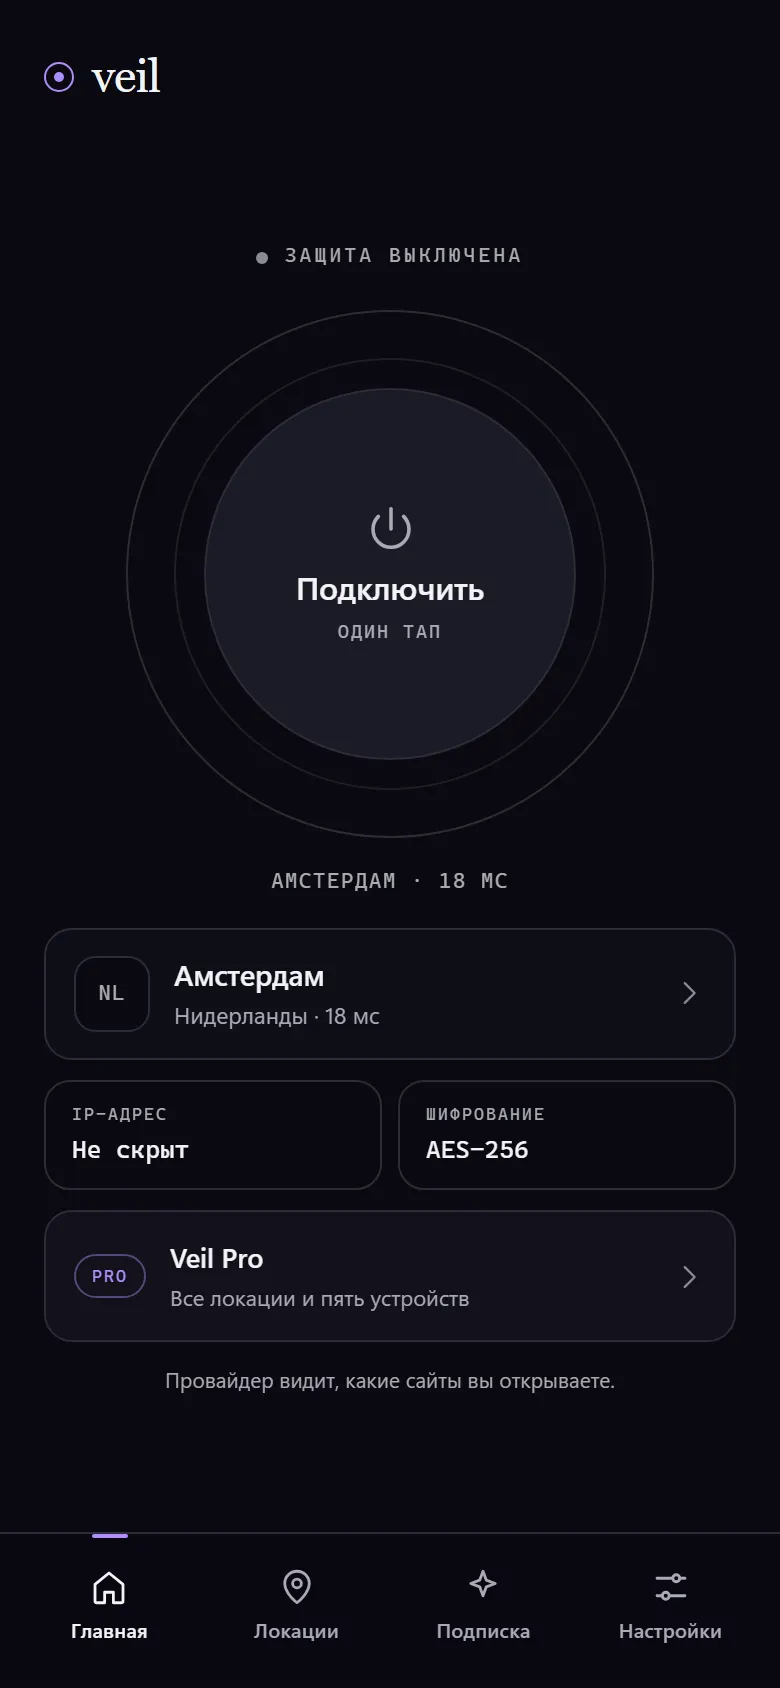 veil
ЗАЩИТА ВЫКЛЮЧЕНА
Подключить
ОДИН ТАП
АМСТЕРДАМ · 18 МС
NL
Амстердам
Нидерланды · 18 мс
IP-АДРЕС
Не скрыт
ШИФРОВАНИЕ
AES-256
PRO
Veil Pro
Все локации и пять устройств
Провайдер видит, какие сайты вы открываете.
Главная
Локации
Подписка
Настройки